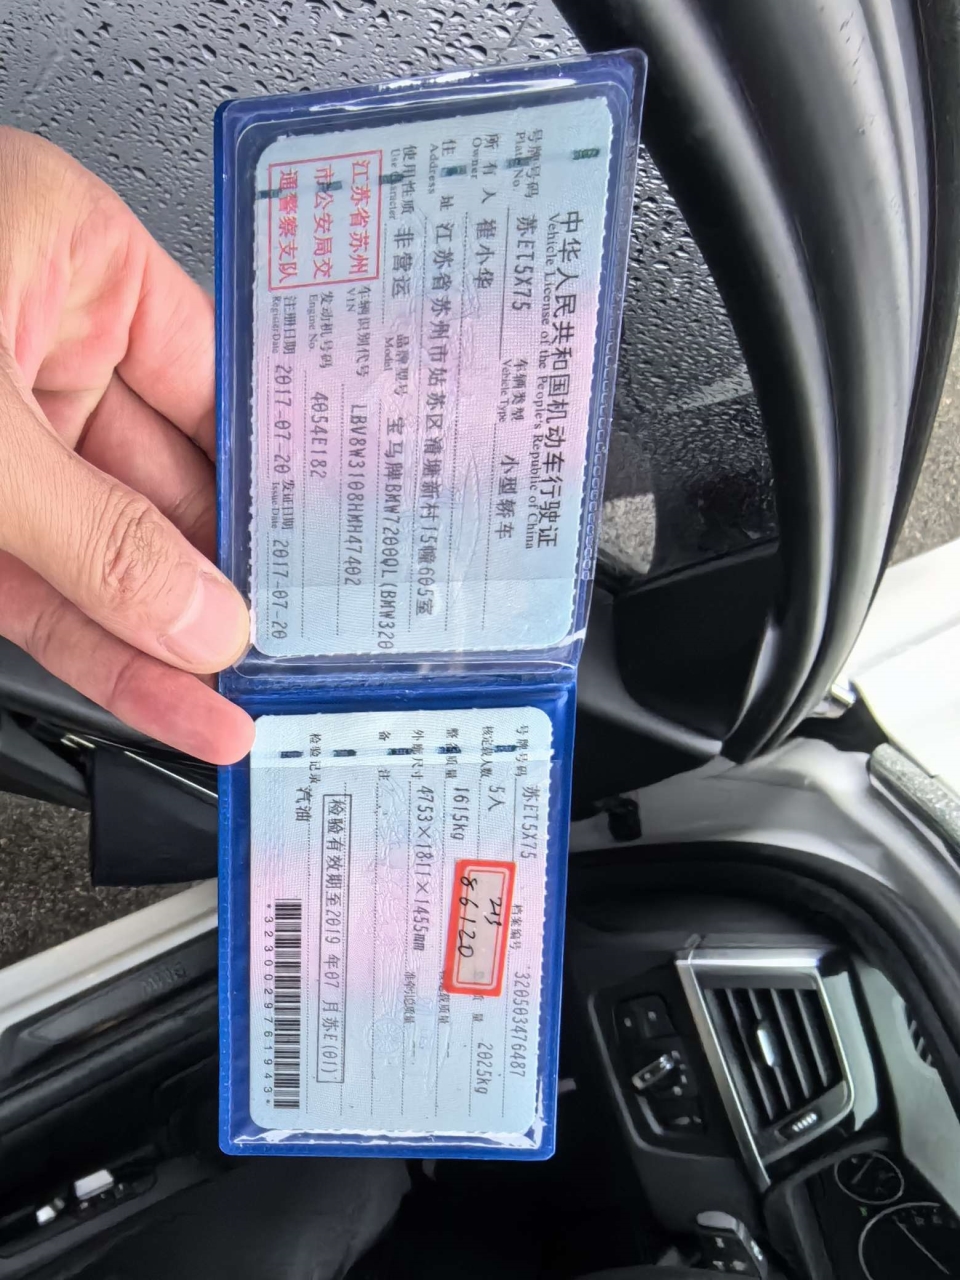 中华人民共和国机动车行驶证
Vehicle License of the People's Republic of China
号牌号码 苏ET5X75 车辆类型 小型轿车
Plate No. Vehicle Type
所有人 崔小华
Owner
住址 江苏省苏州市姑苏区清塘新村15幢605室
Address
使用性质 非营运 品牌型号 宝马牌BMW7200QL(BMW320
Use Character Model
江苏省苏州
市公安局交
通警察支队
车辆识别代号 LBV8W3108HMH47402
VIN
发动机号码 4054E182
Engine No.
注册日期 2017-07-20 发证日期 2017-07-20
Register Date Issue Date
号牌号码 苏ET5X75 档案编号 320503476487
核定载人数 5人 质量 2025kg
整备质量 1615kg
外廓尺寸 4753×1811×1455mm 准牵引总质量
备注
检验有效期至2019年07月苏E(01)
检验记录 汽油
*3230029761943*
86120